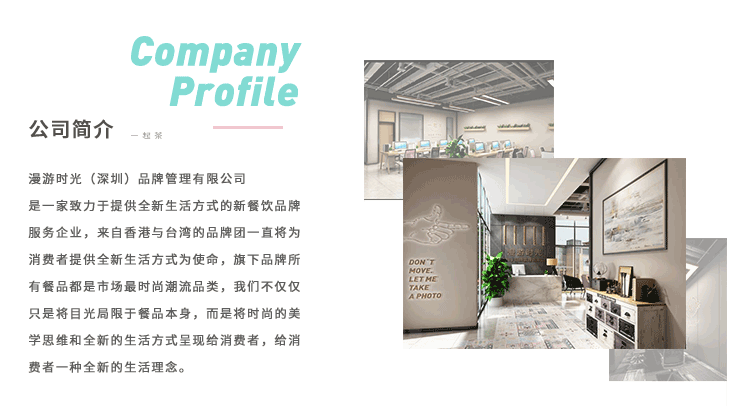 Company
Profile
公司简介
漫游时光（深圳）品牌管理有限公司
是一家致力于提供全新生活方式的新餐饮品牌
服务企业，来自香港与台湾的品牌团一直将为
消费者提供全新生活方式为使命，旗下品牌所
有餐品都是市场最时尚潮流品类，我们不仅仅
只是将目光局限于餐品本身，而是将时尚的美
学思维和全新的生活方式呈现给消费者，给消
费者一种全新的生活理念。
DON'T
MOVE.
LET ME
TAKE
A PHOTO